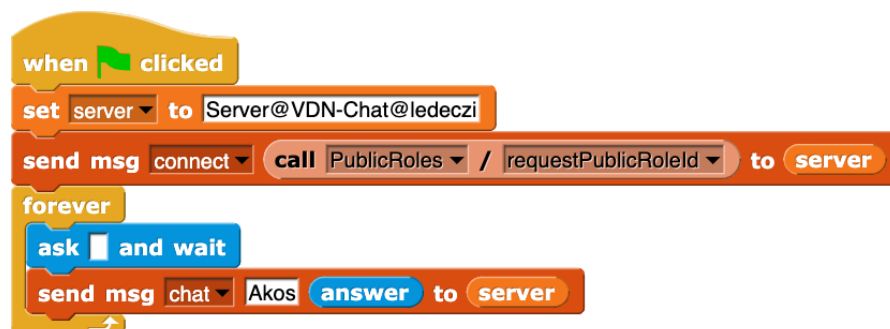 when clicked
set server to Server@VDN-Chat@ledeczi
send msg connect call PublicRoles / requestPublicRoleId to server
forever
ask and wait
send msg chat Akos answer to server